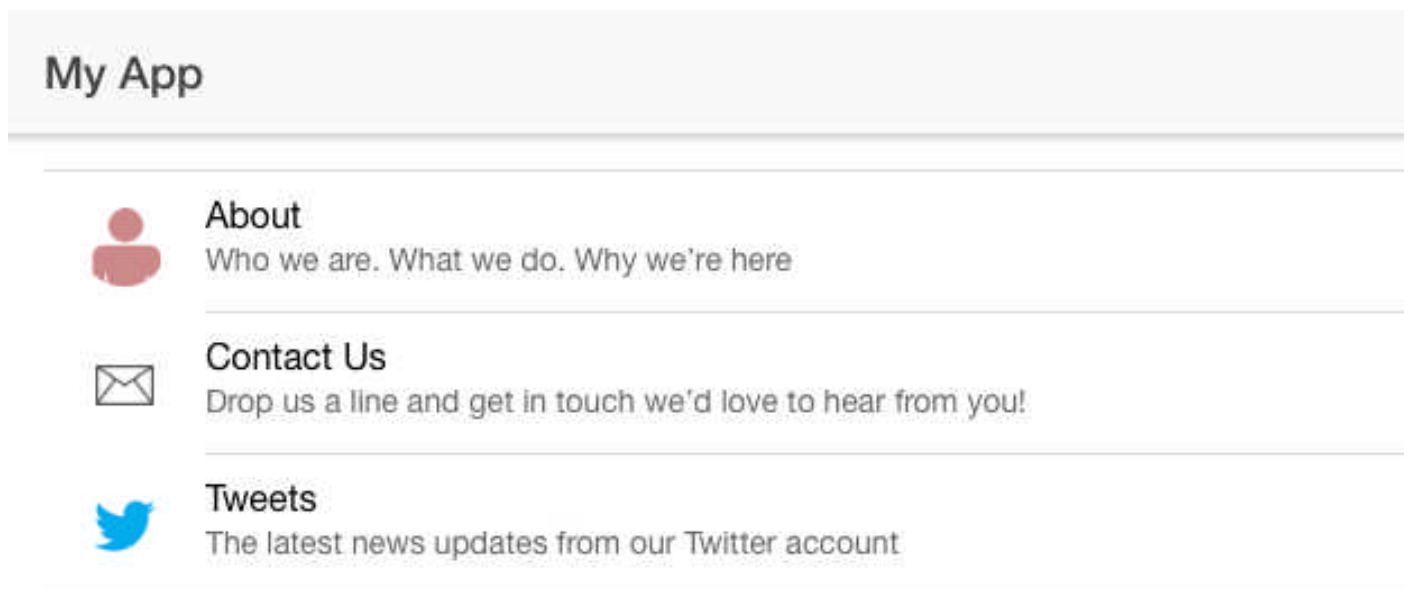 My App
About
Who we are. What we do. Why we're here
Contact Us
Drop us a line and get in touch we'd love to hear from you!
Tweets
The latest news updates from our Twitter account